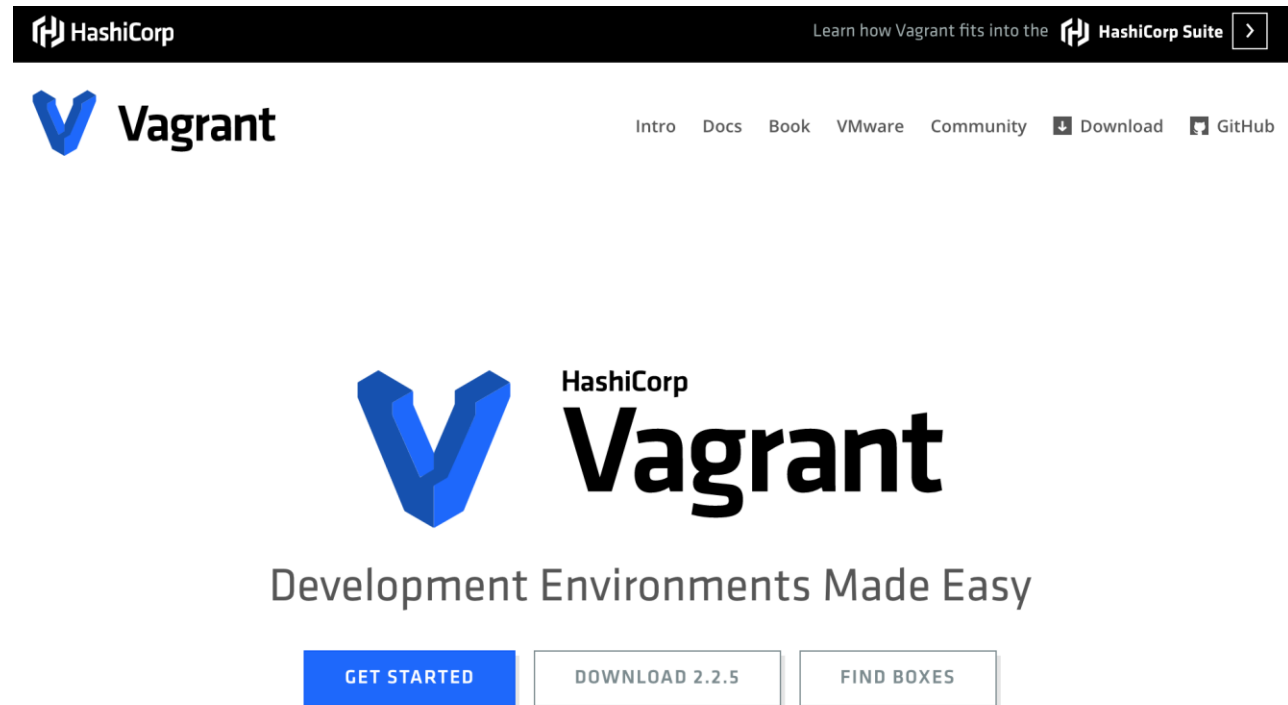 HashiCorp
Learn how Vagrant fits into the HashiCorp Suite
Vagrant
Intro Docs Book VMware Community Download GitHub
HashiCorp
Vagrant
Development Environments Made Easy
GET STARTED DOWNLOAD 2.2.5 FIND BOXES